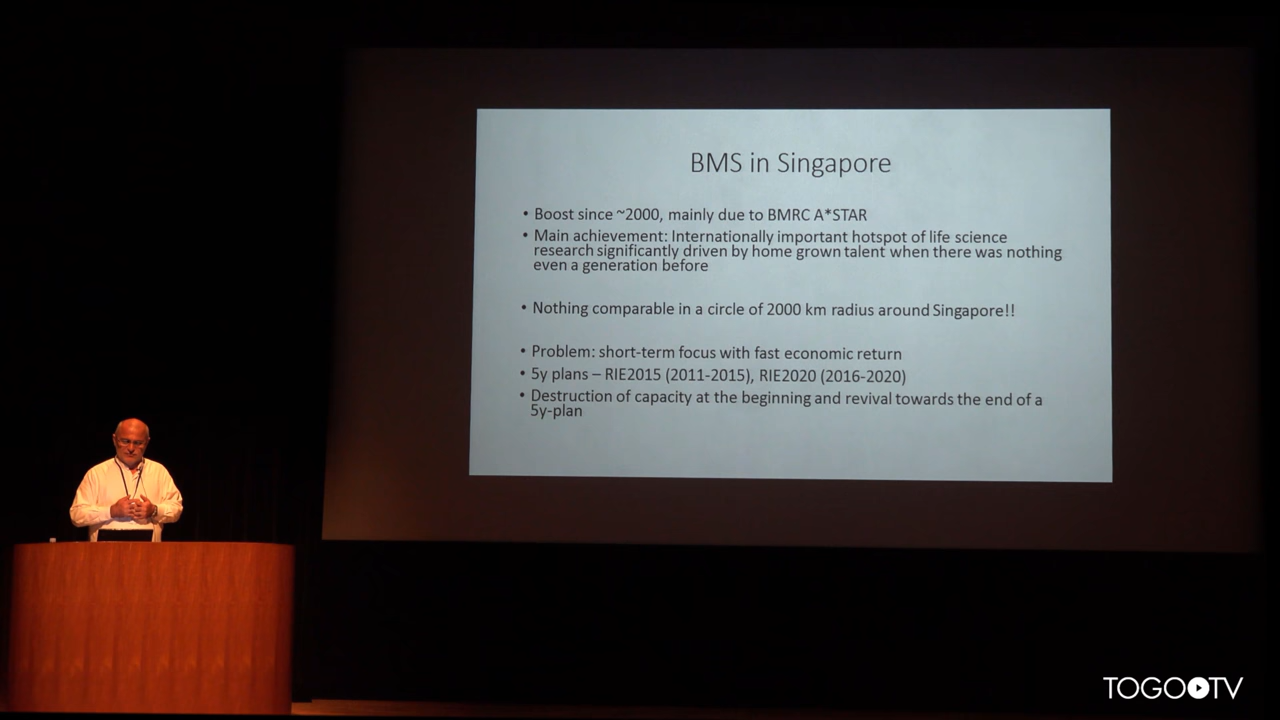 BMS in Singapore
• Boost since ~2000, mainly due to BMRC A*STAR
• Main achievement: Internationally important hotspot of life science
research significantly driven by home grown talent when there was nothing
even a generation before
• Nothing comparable in a circle of 2000 km radius around Singapore!!
• Problem: short-term focus with fast economic return
• 5y plans – RIE2015 (2011-2015), RIE2020 (2016-2020)
• Destruction of capacity at the beginning and revival towards the end of a
5y-plan
TOGOTV